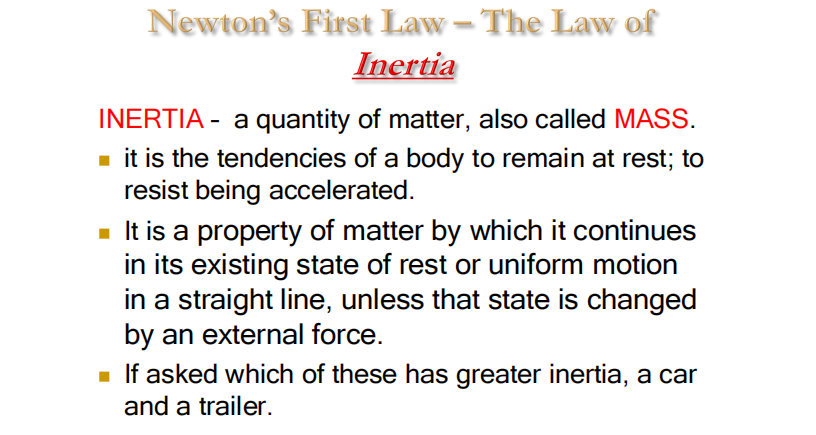 Newton’s First Law – The Law of
Inertia
INERTIA - a quantity of matter, also called MASS.
■ it is the tendencies of a body to remain at rest; to
resist being accelerated.
■ It is a property of matter by which it continues
in its existing state of rest or uniform motion
in a straight line, unless that state is changed
by an external force.
■ If asked which of these has greater inertia, a car
and a trailer.